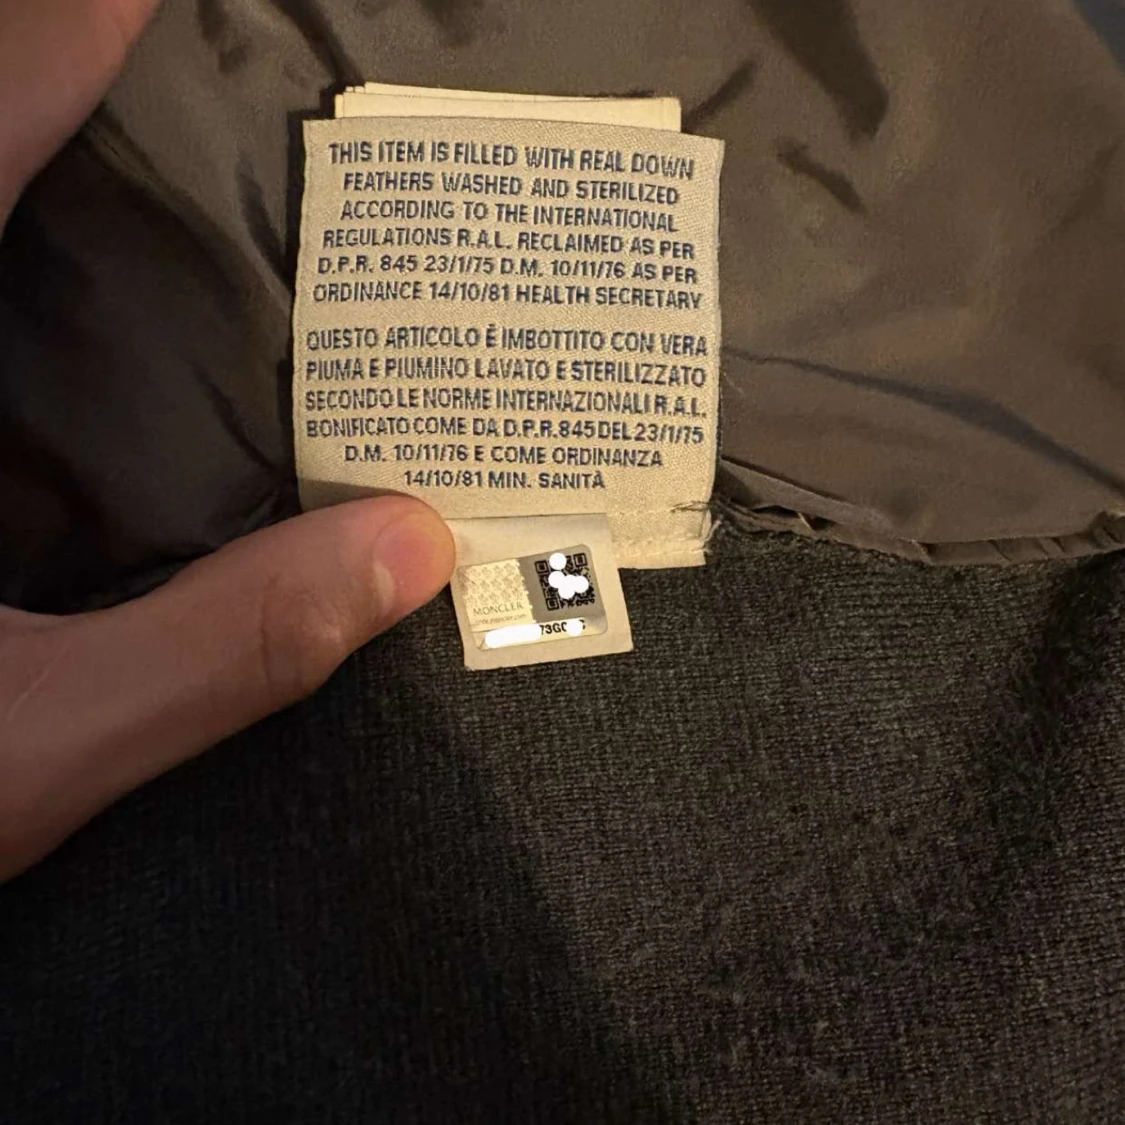 THIS ITEM IS FILLED WITH REAL DOWN
FEATHERS WASHED AND STERILIZED
ACCORDING TO THE INTERNATIONAL
REGULATIONS R.A.L. RECLAIMED AS PER
D.P.R. 845 23/1/75 D.M. 10/11/76 AS PER
ORDINANCE 14/10/81 HEALTH SECRETARY
QUESTO ARTICOLO È IMBOTTITO CON VERA
PIUMA E PIUMINO LAVATO E STERILIZZATO
SECONDO LE NORME INTERNAZIONALI R.A.L.
BONIFICATO COME DA D.P.R.845 DEL 23/1/75
D.M. 10/11/76 E COME ORDINANZA
14/10/81 MIN. SANITÀ
MONCLER